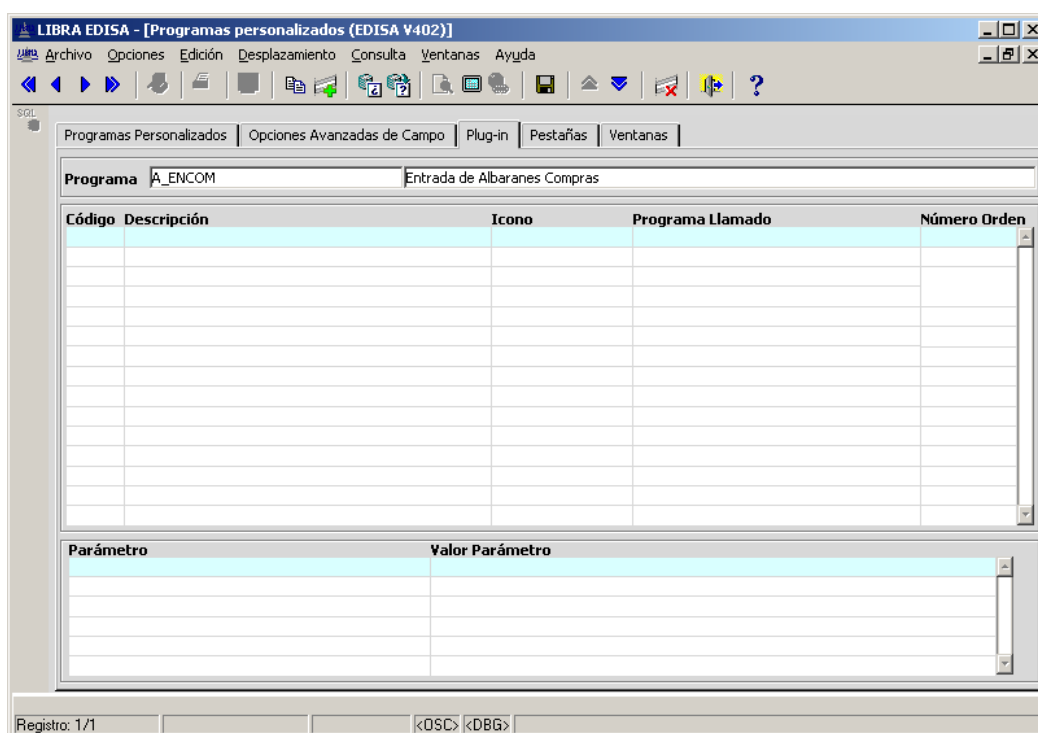 LIBRA EDISA - [Programas personalizados (EDISA V402)]
Archivo Opciones Edición Desplazamiento Consulta Ventanas Ayuda
SQL
Programas Personalizados Opciones Avanzadas de Campo Plug-in Pestañas Ventanas
Programa A_ENCOM Entrada de Albaranes Compras
Código Descripción Icono Programa Llamado Número Orden
Parámetro Valor Parámetro
Registro: 1/1 <OSC> <DBG>